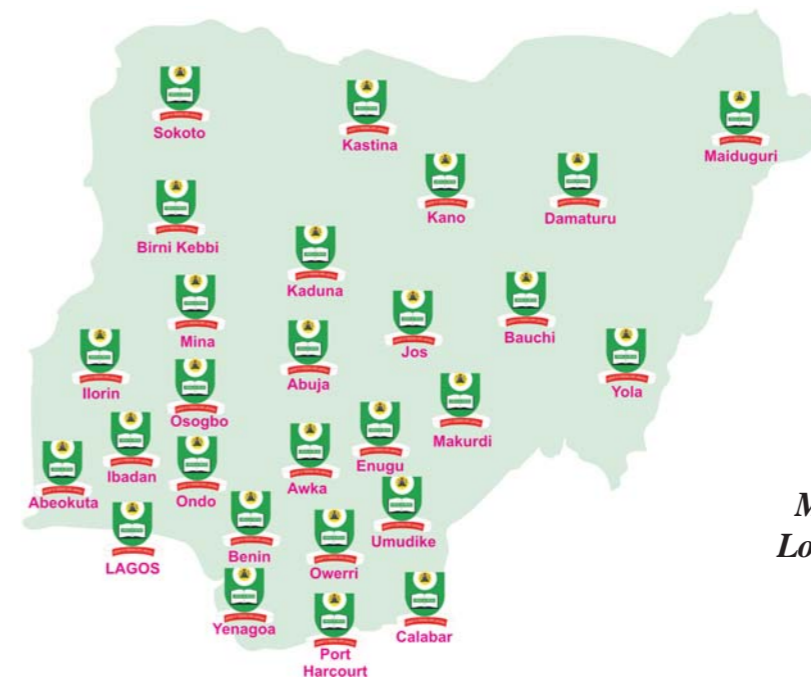 Sokoto
Kastina
Maiduguri
Kano
Damaturu
Birni Kebbi
Kaduna
Mina
Jos
Bauchi
Ilorin
Abuja
Yola
Osogbo
Makurdi
Ibadan
Enugu
Abeokuta
Ondo
Awka
LAGOS
Benin
Owerri
Umudike
Yenagoa
Port
Harcourt
Calabar
M
Lo